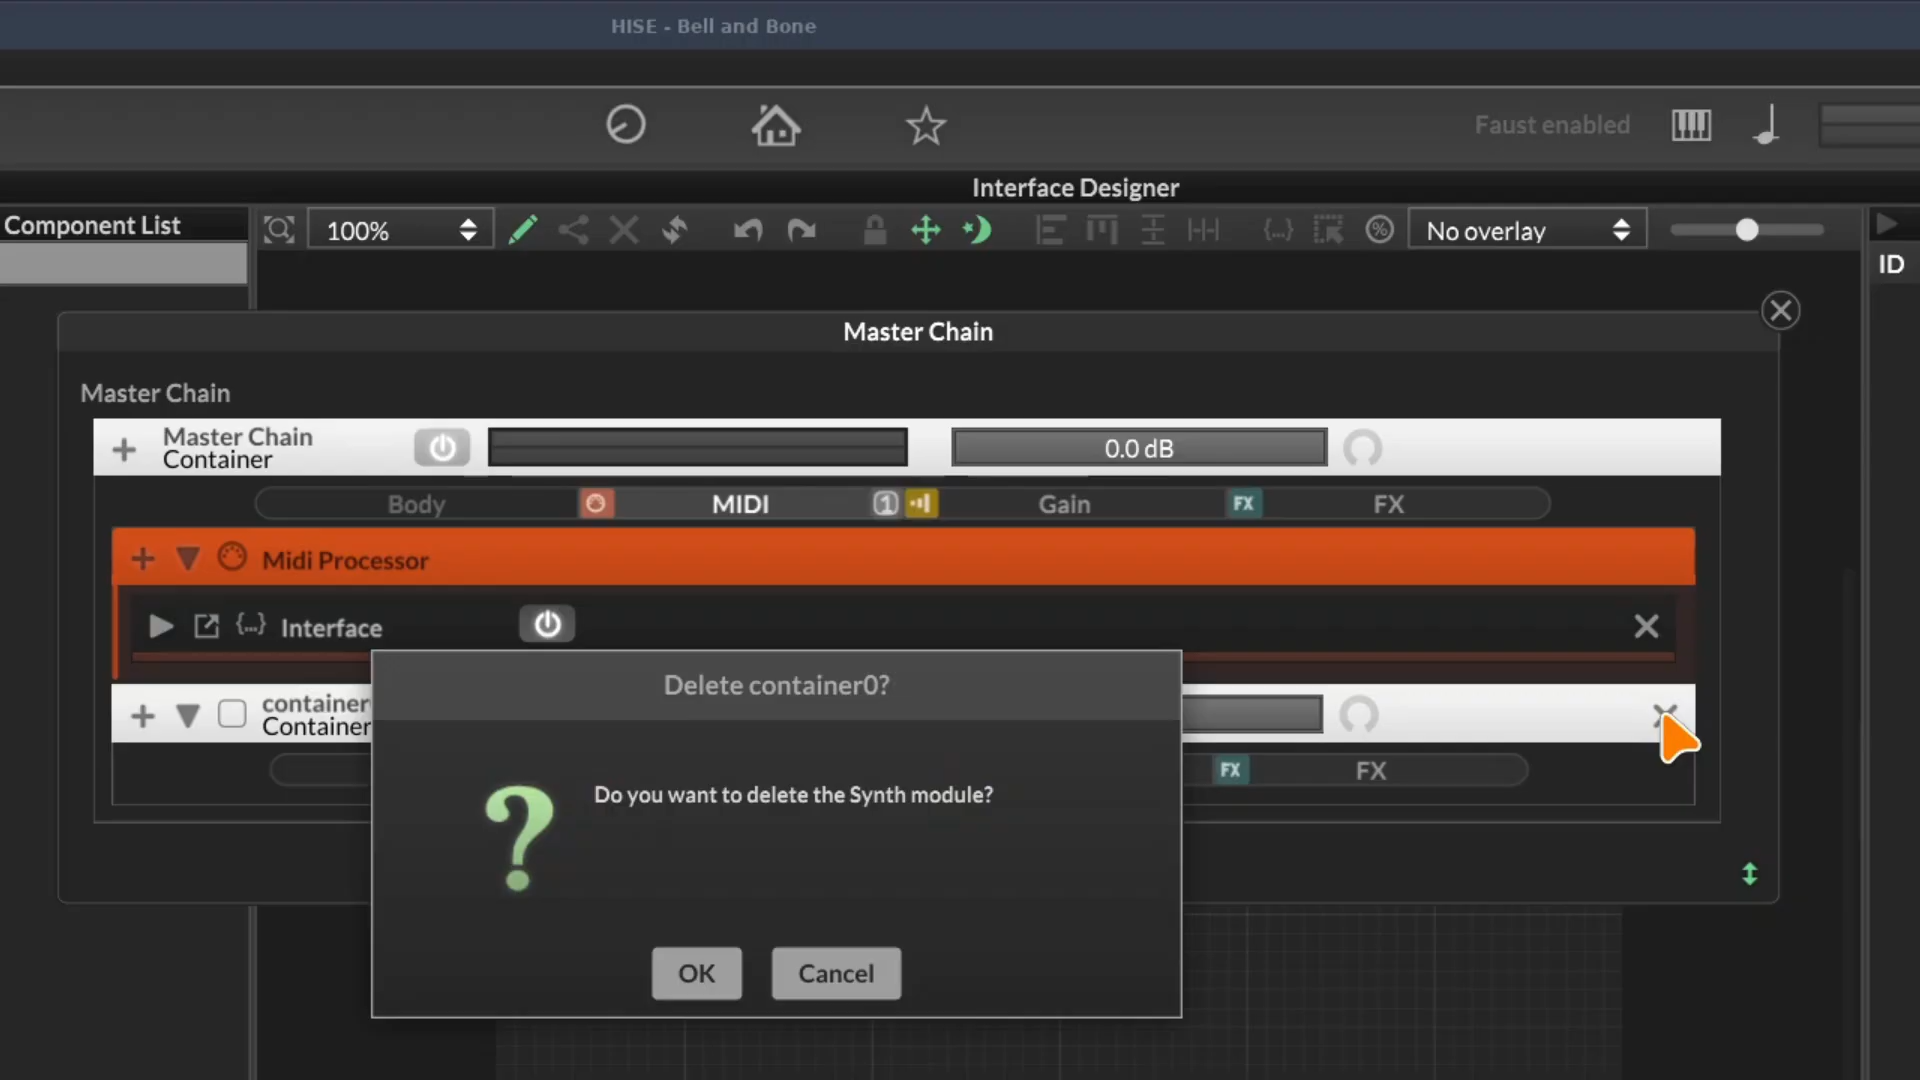 HISE - Bell and Bone
Faust enabled
Interface Designer
Component List
100%
No overlay
ID
Master Chain
Master Chain
Master Chain
Container
0.0 dB
Body
MIDI
1
Gain
FX
FX
Midi Processor
{...} Interface
container
Container
FX
FX
Delete container0?
Do you want to delete the Synth module?
OK
Cancel